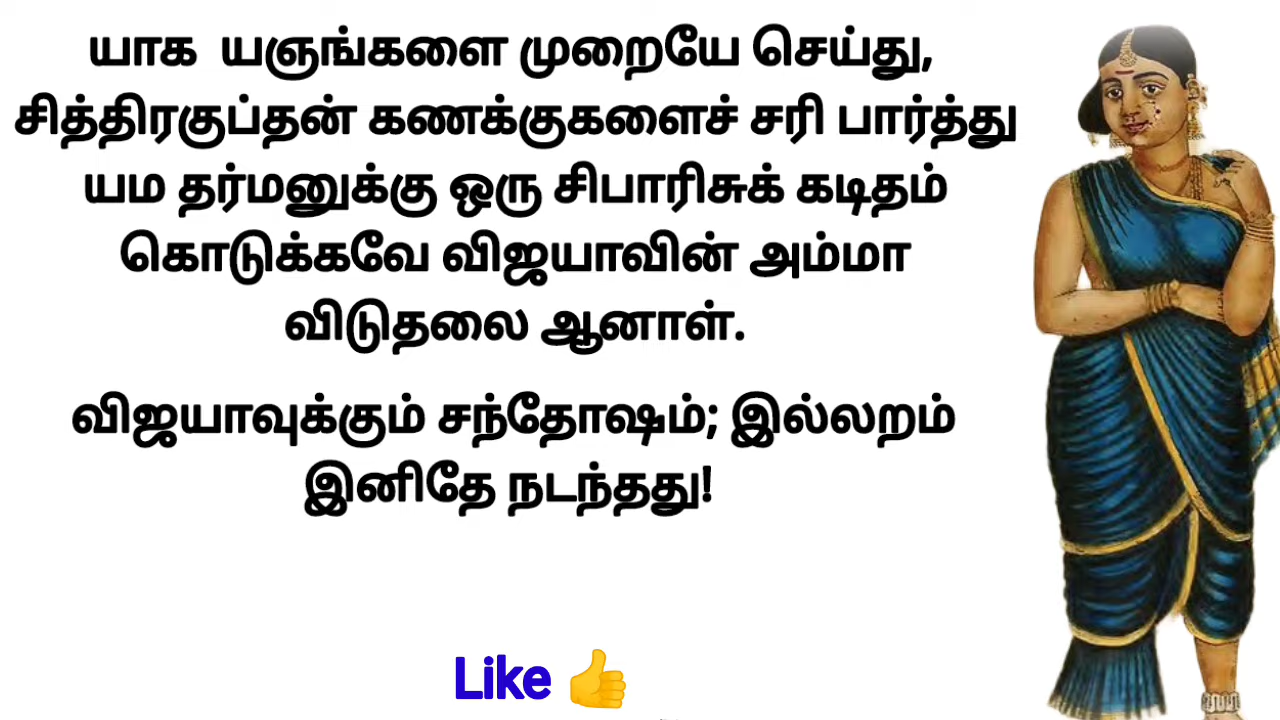 யாக யஞங்களை முறையே செய்து,
சித்திரகுப்தன் கணக்குகளைச் சரி பார்த்து
யம தர்மனுக்கு ஒரு சிபாரிசுக் கடிதம்
கொடுக்கவே விஜயாவின் அம்மா
விடுதலை ஆனாள்.
விஜயாவுக்கும் சந்தோஷம்; இல்லறம்
இனிதே நடந்தது!
Like 👍